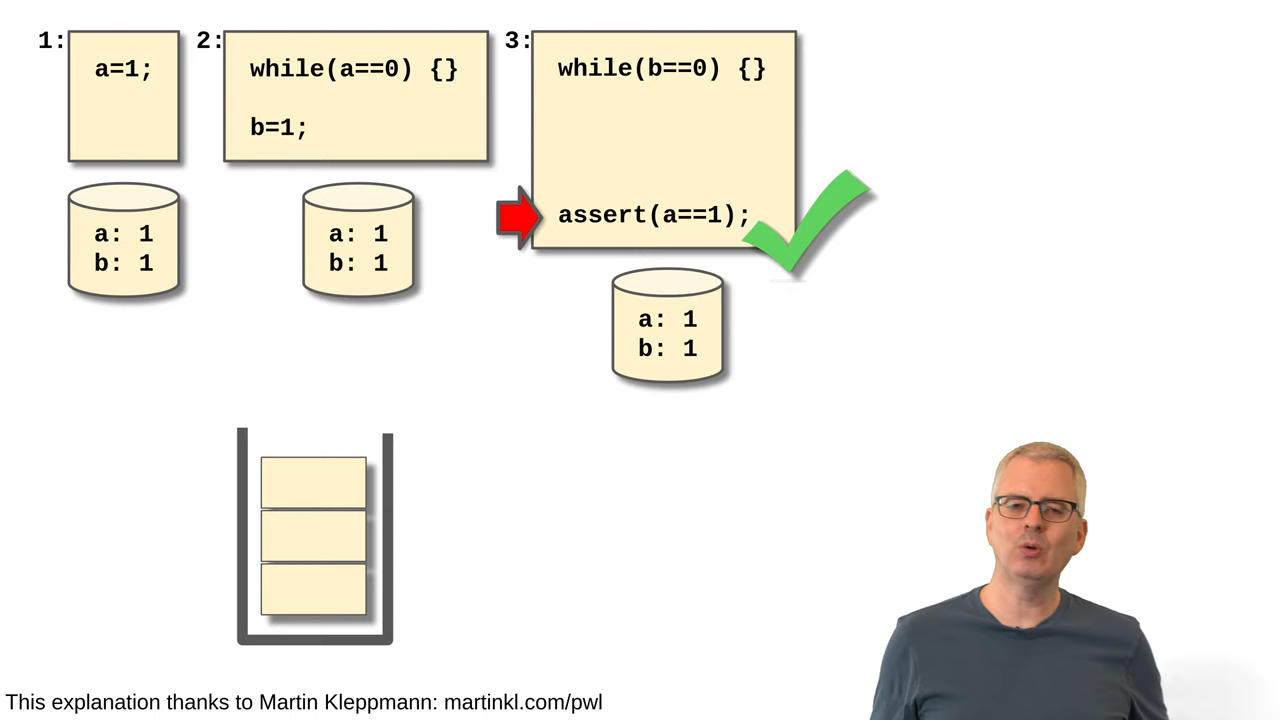 1:
a=1;
2:
while(a==0) {}
b=1;
3:
while(b==0) {}
assert(a==1);
a: 1
b: 1
a: 1
b: 1
a: 1
b: 1
This explanation thanks to Martin Kleppmann: martinkl.com/pwl